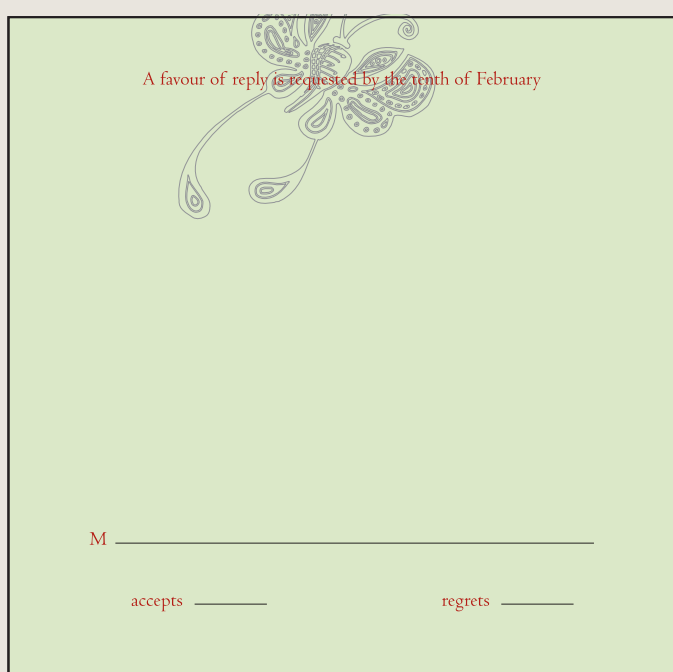 A favour of reply is requested by the tenth of February
M
accepts
regrets